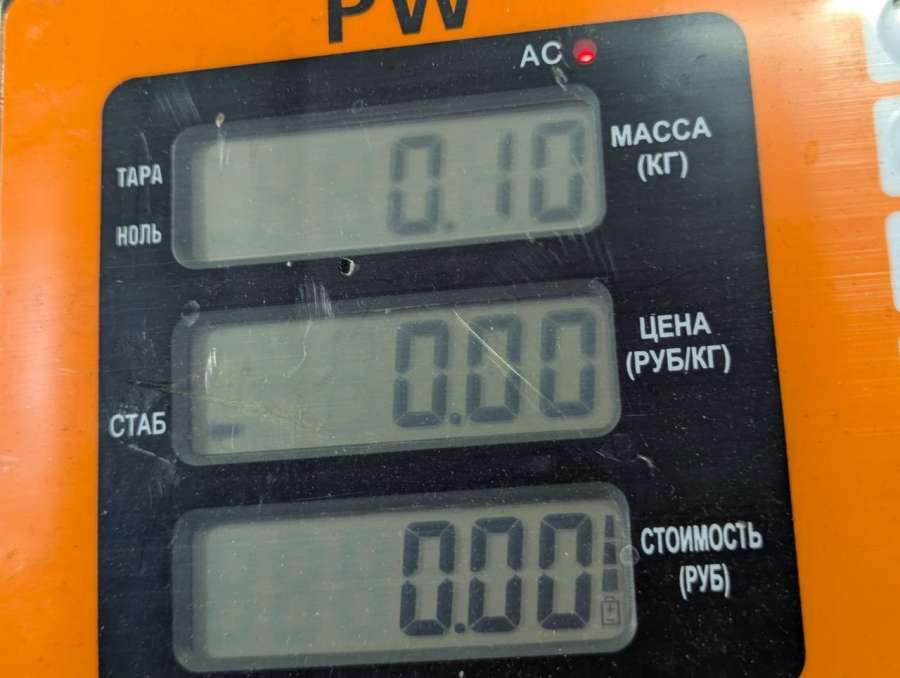 PW
AC
ТАРА
НОЛЬ
0.10
МАССА
(КГ)
СТАБ
0.00
ЦЕНА
(РУБ/КГ)
0.00
СТОИМОСТЬ
(РУБ)